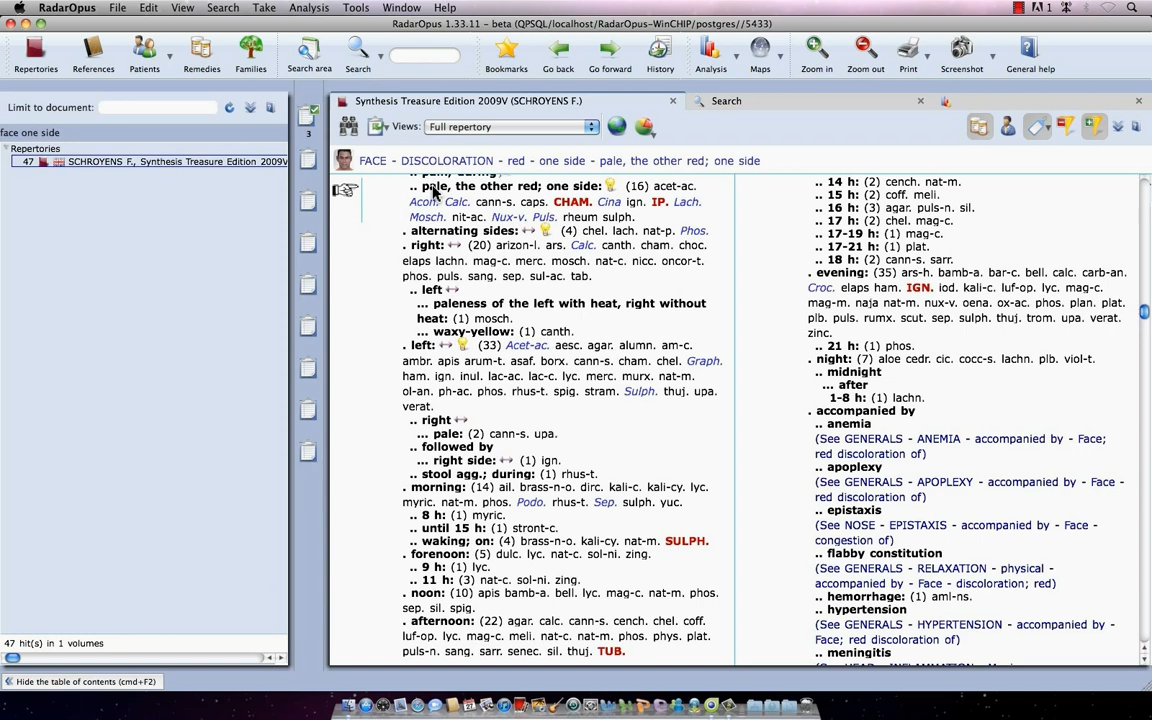 RadarOpus File Edit View Search Take Analysis Tools Window Help
1
RadarOpus 1.33.11 - beta (QPSQL/localhost/RadarOpus-WinCHIP/postgres//5433)
Repertories References Patients Remedies Families Search area Search Bookmarks Go back Go forward History Analysis Maps Zoom in Zoom out Print Screenshot General help
Limit to document:
face one side
Repertories
47 SCHROYENS F., Synthesis Treasure Edition 2009V
47 hit(s) in 1 volumes
Hide the table of contents (cmd+F2)
3
Synthesis Treasure Edition 2009V (SCHROYENS F.)
Search
Views: Full repertory
FACE - DISCOLORATION - red - one side - pale, the other red; one side
.. pain; during:
.. pale, the other red; one side: (16) acet-ac.
Acon. Calc. cann-s. caps. CHAM. Cina ign. IP. Lach.
Mosch. nit-ac. Nux-v. Puls. rheum sulph.
. alternating sides: (4) chel. lach. nat-p. Phos.
. right: (20) arizon-l. ars. Calc. canth. cham. choc.
elaps lachn. mag-c. merc. mosch. nat-c. nicc. oncor-t.
phos. puls. sang. sep. sul-ac. tab.
.. left
... paleness of the left with heat, right without
heat: (1) mosch.
... waxy-yellow: (1) canth.
. left: (33) Acet-ac. aesc. agar. alumn. am-c.
ambr. apis arum-t. asaf. borx. cann-s. cham. chel. Graph.
ham. ign. inul. lac-ac. lac-c. lyc. merc. murx. nat-m.
ol-an. ph-ac. phos. rhus-t. spig. stram. Sulph. thuj. upa.
verat.
.. right
... pale: (2) cann-s. upa.
.. followed by
... right side: (1) ign.
.. stool agg.; during: (1) rhus-t.
. morning: (14) ail. brass-n-o. dirc. kali-c. kali-cy. lyc.
myric. nat-m. phos. Podo. rhus-t. Sep. sulph. yuc.
.. 8 h: (1) myric.
.. until 15 h: (1) stront-c.
.. waking; on: (4) brass-n-o. kali-cy. nat-m. SULPH.
. forenoon: (5) dulc. lyc. nat-c. sol-ni. zing.
.. 9 h: (1) lyc.
.. 11 h: (3) nat-c. sol-ni. zing.
. noon: (10) apis bamb-a. bell. lyc. mag-c. nat-m. phos.
sep. sil. spig.
. afternoon: (22) agar. calc. cann-s. cench. chel. coff.
luf-op. lyc. mag-c. meli. nat-c. nat-m. phos. phys. plat.
puls-n. sang. sarr. senec. sil. thuj. TUB.
.. 14 h: (2) cench. nat-m.
.. 15 h: (2) coff. meli.
.. 16 h: (3) agar. puls-n. sil.
.. 17 h: (2) chel. mag-c.
.. 17-19 h: (1) mag-c.
.. 17-21 h: (1) plat.
.. 18 h: (2) cann-s. sarr.
. evening: (35) ars-h. bamb-a. bar-c. bell. calc. carb-an.
Croc. elaps ham. IGN. iod. kali-c. luf-op. lyc. mag-c.
mag-m. naja nat-m. nux-v. oena. ox-ac. phos. plan. plat.
plb. puls. rumx. scut. sep. sulph. thuj. trom. upa. verat.
zinc.
.. 21 h: (1) phos.
. night: (7) aloe cedr. cic. cocc-s. lachn. plb. viol-t.
.. midnight
... after
1-8 h: (1) lachn.
. accompanied by
.. anemia
(See GENERALS - ANEMIA - accompanied by - Face;
red discoloration of)
.. apoplexy
(See GENERALS - APOPLEXY - accompanied by - Face -
red discoloration of)
.. epistaxis
(See NOSE - EPISTAXIS - accompanied by - Face -
congestion of)
.. flabby constitution
(See GENERALS - RELAXATION - physical -
accompanied by - Face - discoloration; red)
.. hemorrhage: (1) aml-ns.
.. hypertension
(See GENERALS - HYPERTENSION - accompanied by -
Face; red discoloration of)
.. meningitis